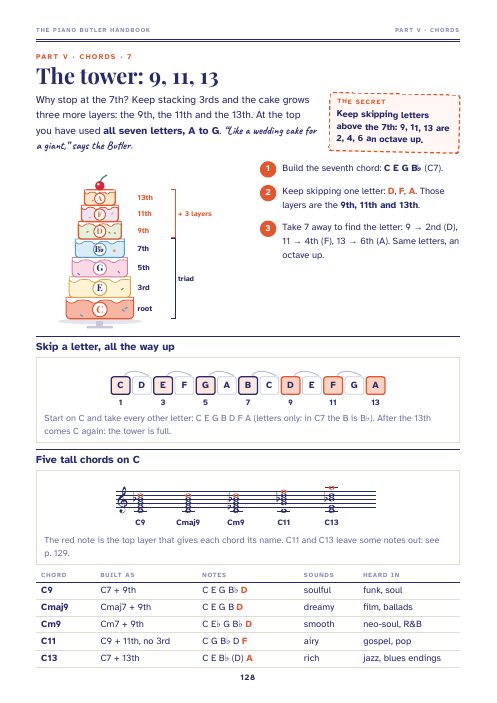 THE PIANO BUTLER HANDBOOK
PART V · CHORDS
PART V · CHORDS · 7
The tower: 9, 11, 13
Why stop at the 7th? Keep stacking 3rds and the cake grows
three more layers: the 9th, the 11th and the 13th. At the top
you have used all seven letters, A to G. “Like a wedding cake for
a giant,” says the Butler.
THE SECRET
Keep skipping letters
above the 7th: 9, 11, 13 are
2, 4, 6 an octave up.
A 13th
F 11th
D 9th
B♭ 7th
G 5th
E 3rd
C root
+ 3 layers
triad
1 Build the seventh chord: C E G B♭ (C7).
2 Keep skipping one letter: D, F, A. Those
layers are the 9th, 11th and 13th.
3 Take 7 away to find the letter: 9 → 2nd (D),
11 → 4th (F), 13 → 6th (A). Same letters, an
octave up.
Skip a letter, all the way up
C D E F G A B C D E F G A
1 3 5 7 9 11 13
Start on C and take every other letter: C E G B D F A (letters only: in C7 the B is B♭). After the 13th
comes C again: the tower is full.
Five tall chords on C
C9 Cmaj9 Cm9 C11 C13
The red note is the top layer that gives each chord its name. C11 and C13 leave some notes out: see
p. 129.
CHORD BUILT AS NOTES SOUNDS HEARD IN
C9 C7 + 9th C E G B♭ D soulful funk, soul
Cmaj9 Cmaj7 + 9th C E G B D dreamy film, ballads
Cm9 Cm7 + 9th C E♭ G B♭ D smooth neo-soul, R&B
C11 C9 + 11th, no 3rd C G B♭ D F airy gospel, pop
C13 C7 + 13th C E B♭ (D) A rich jazz, blues endings
128